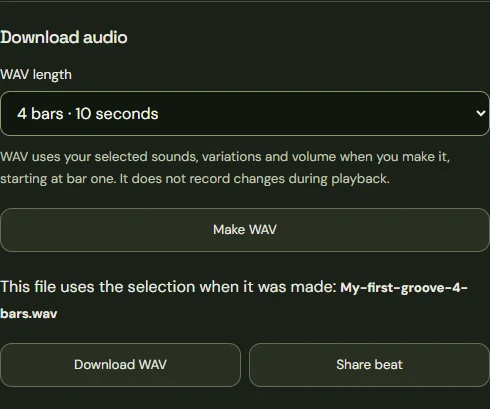 Download audio
WAV length
4 bars · 10 seconds
WAV uses your selected sounds, variations and volume when you make it,
starting at bar one. It does not record changes during playback.
Make WAV
This file uses the selection when it was made: My-first-groove-4-
bars.wav
Download WAV
Share beat